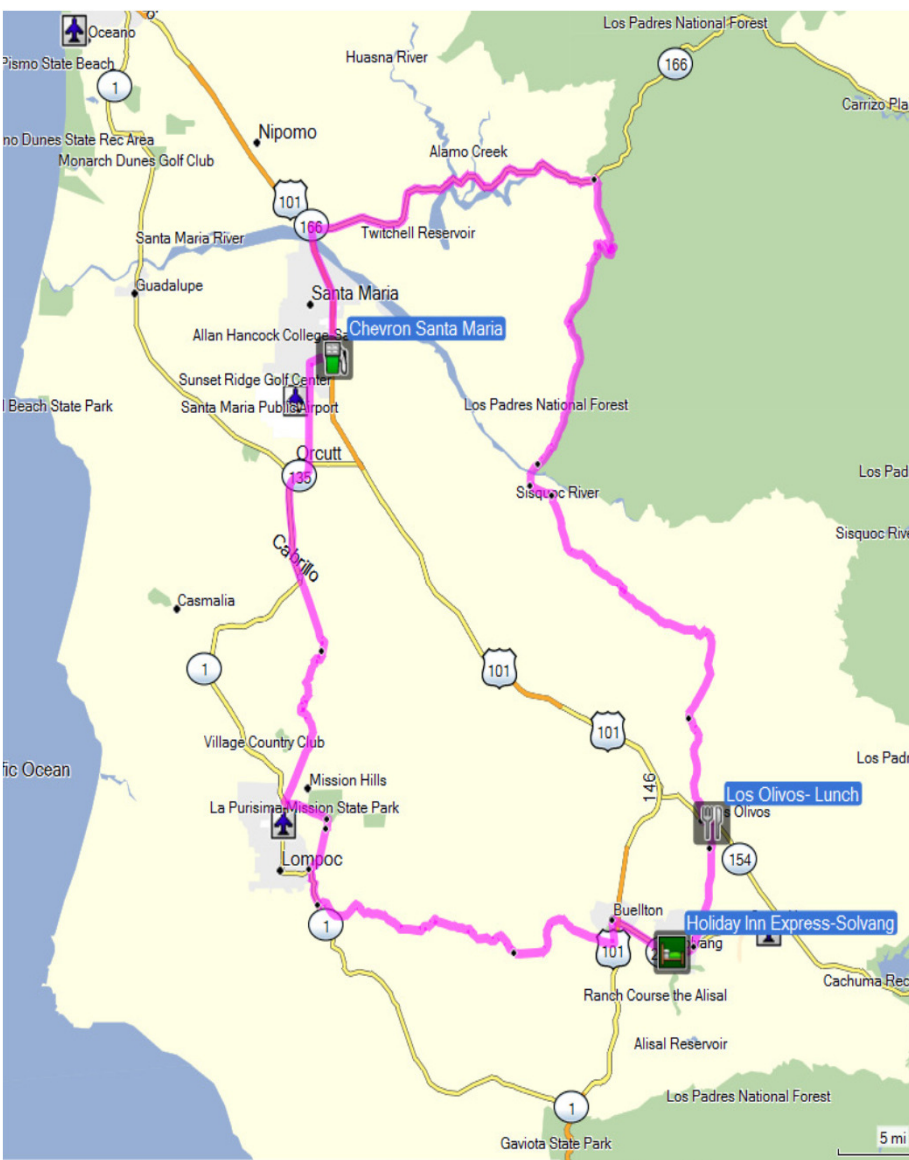 Los Padres National Forest
Oceano
Huasna River
166
Pismo State Beach
1
Carrizo Pla
Nipomo
no Dunes State Rec Area
Alamo Creek
Monarch Dunes Golf Club
101
166
Twitchell Reservoir
Santa Maria River
Guadalupe
Santa Maria
Chevron Santa Maria
Allan Hancock College-Sa
Sunset Ridge Golf Center
l Beach State Park
Santa Maria Public Airport
Los Padres National Forest
Orcutt
135
Los Pad
Sisquoc River
Sisquoc Rive
Cabrillo
Casmalia
1
101
101
Village Country Club
Los Padr
fic Ocean
Mission Hills
146
Los Olivos- Lunch
La Purisima Mission State Park
s Olivos
154
Lompoc
Buellton
1
Holiday Inn Express-Solvang
101
2
vang
Cachuma Rec
Ranch Course the Alisal
Alisal Reservoir
Los Padres National Forest
1
Gaviota State Park
5 mi